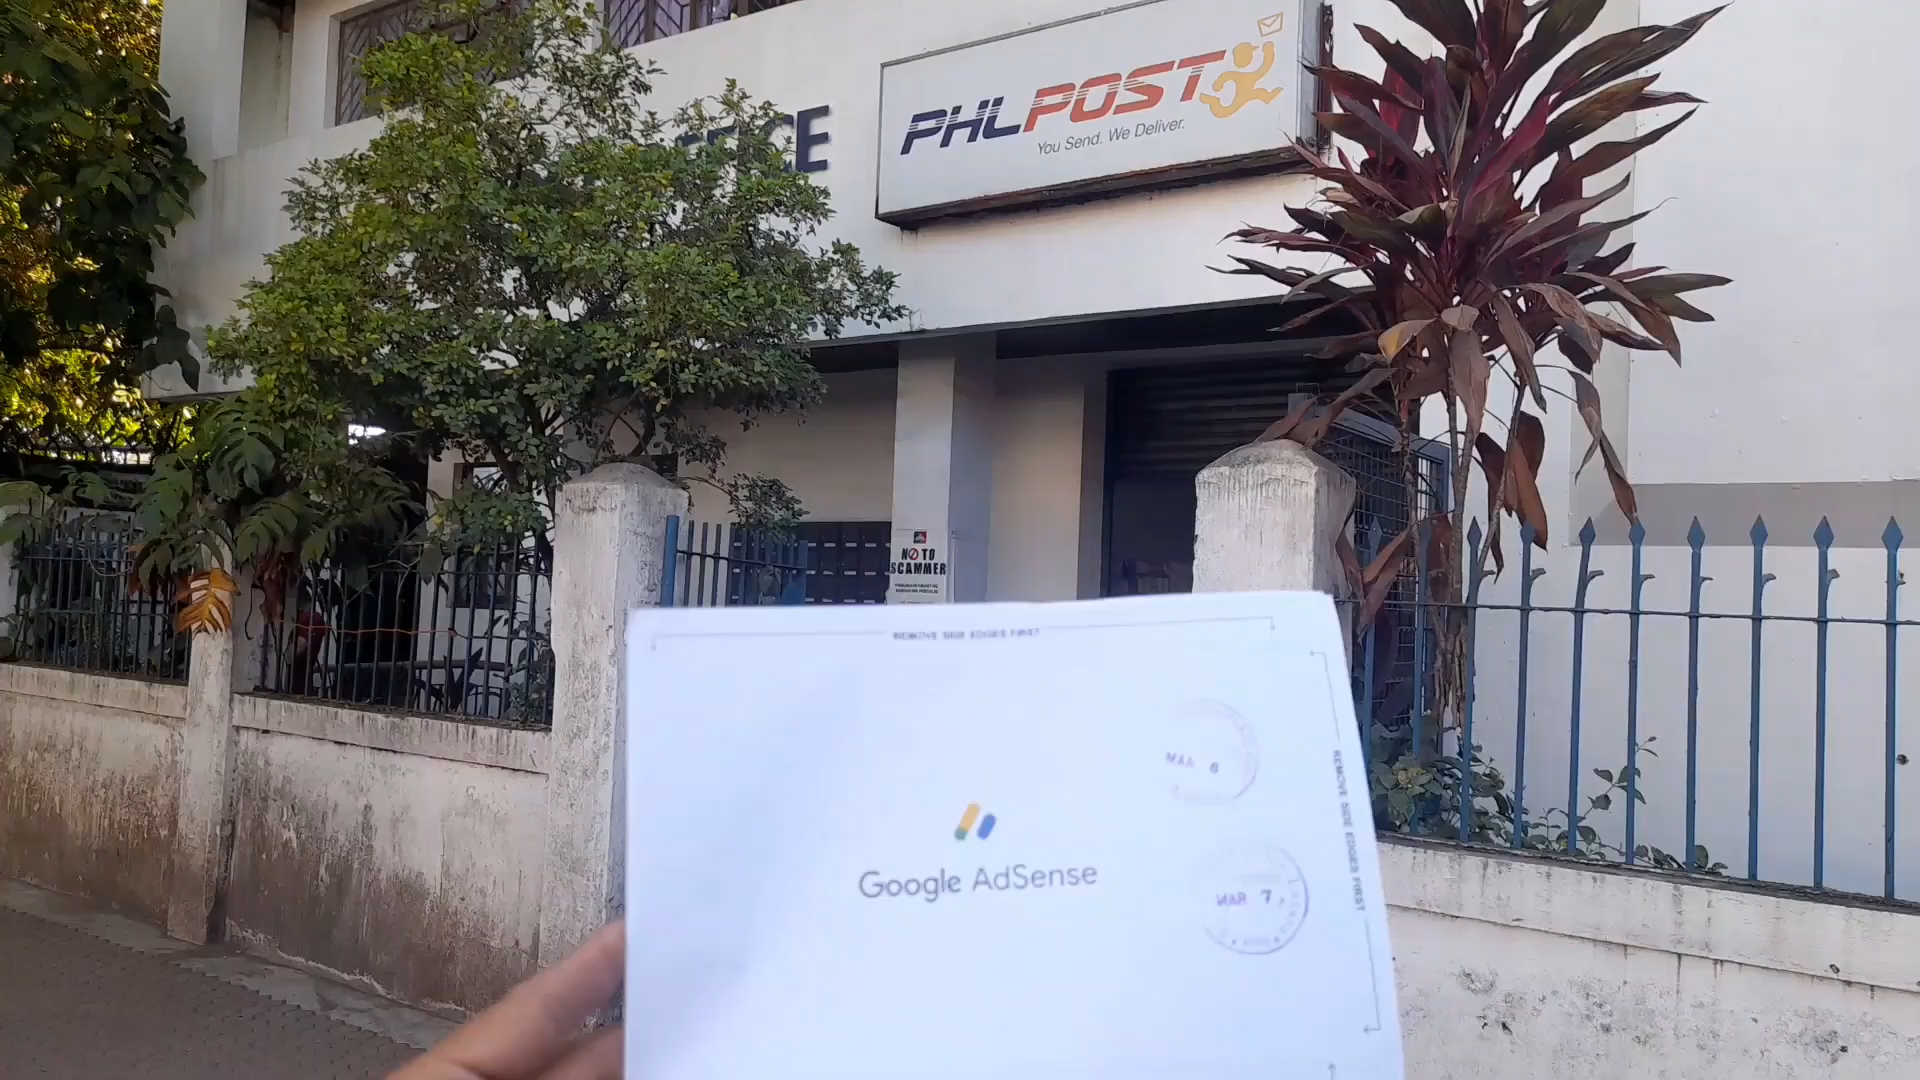 PHLPOST
You Send. We Deliver.
NO TO
SCAMMER
REMOVE SIDE EDGES FIRST
MAR 6
Google AdSense
MAR 7
REMOVE SIDE EDGES FIRST